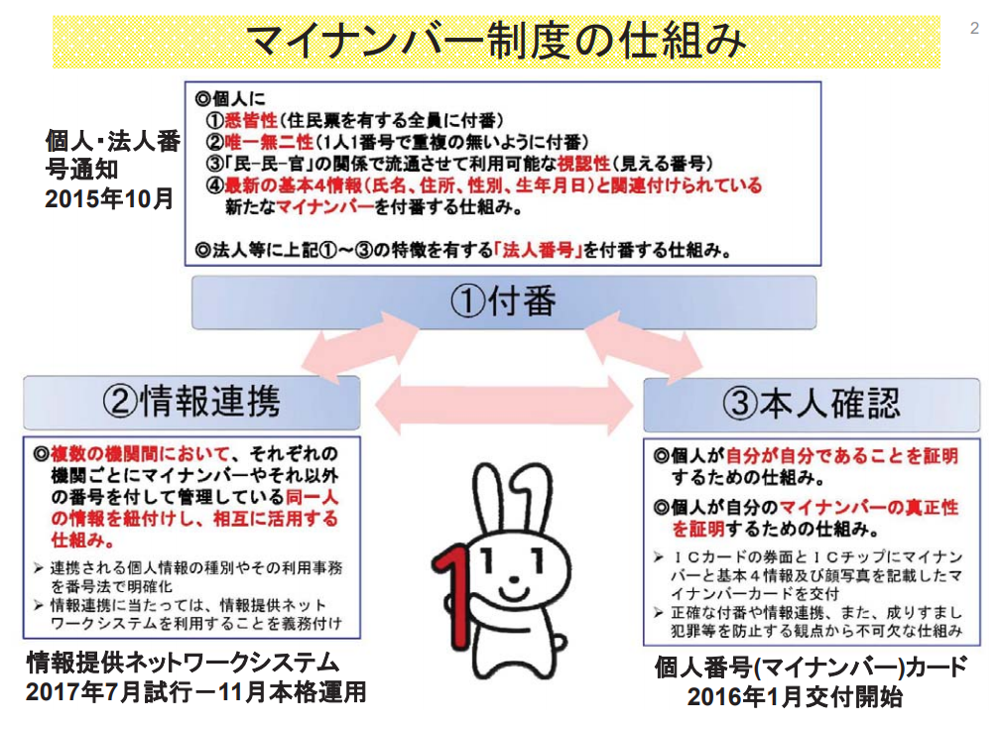 マイナンバー制度の仕組み
2
個人・法人番
号通知
2015年10月
◎個人に
①悉皆性(住民票を有する全員に付番)
②唯一無二性(1人1番号で重複の無いように付番)
③「民-民-官」の関係で流通させて利用可能な視認性(見える番号)
④最新の基本4情報(氏名、住所、性別、生年月日)と関連付けられている
新たなマイナンバーを付番する仕組み。
◎法人等に上記①～③の特徴を有する「法人番号」を付番する仕組み。
①付番
②情報連携
◎複数の機関間において、それぞれの
機関ごとにマイナンバーやそれ以外
の番号を付して管理している同一人
の情報を紐付けし、相互に活用する
仕組み。
➢ 連携される個人情報の種別やその利用事務
を番号法で明確化
➢ 情報連携に当たっては、情報提供ネット
ワークシステムを利用することを義務付け
情報提供ネットワークシステム
2017年7月試行－11月本格運用
1
1 1
③本人確認
◎個人が自分が自分であることを証明
するための仕組み。
◎個人が自分のマイナンバーの真正性
を証明するための仕組み。
➢ ＩＣカードの券面とＩＣチップにマイナン
バーと基本４情報及び顔写真を記載したマ
イナンバーカードを交付
➢ 正確な付番や情報連携、また、成りすまし
犯罪等を防止する観点から不可欠な仕組み
個人番号(マイナンバー)カード
2016年1月交付開始